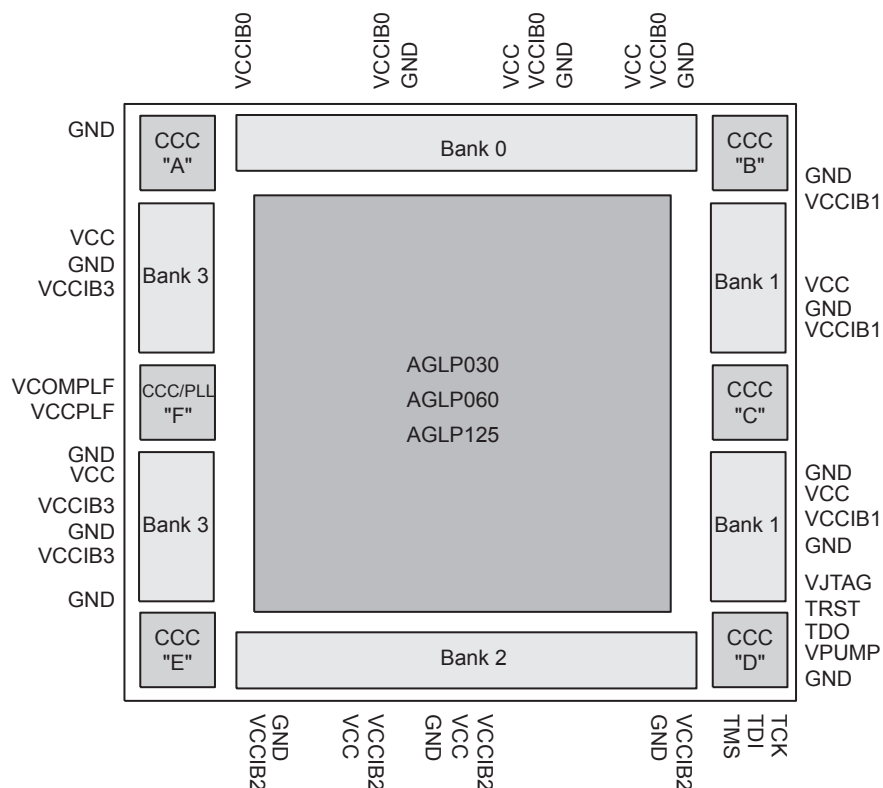 VCCIB0
VCCIB0
GND
VCC
VCCIB0
GND
VCC
VCCIB0
GND
GND
CCC
"A"
Bank 0
CCC
"B"
GND
VCCIB1
VCC
GND
VCCIB3
Bank 3
Bank 1
VCC
GND
VCCIB1
VCOMPLF
VCCPLF
CCC/PLL
"F"
AGLP030
AGLP060
AGLP125
CCC
"C"
GND
VCC
VCCIB3
GND
VCCIB3
GND
Bank 3
Bank 1
GND
VCC
VCCIB1
GND
VJTAG
TRST
TDO
VPUMP
GND
CCC
"E"
Bank 2
CCC
"D"
VCCIB2
GND
VCC
VCCIB2
GND
VCC
VCCIB2
GND
VCCIB2
TMS
TDI
TCK